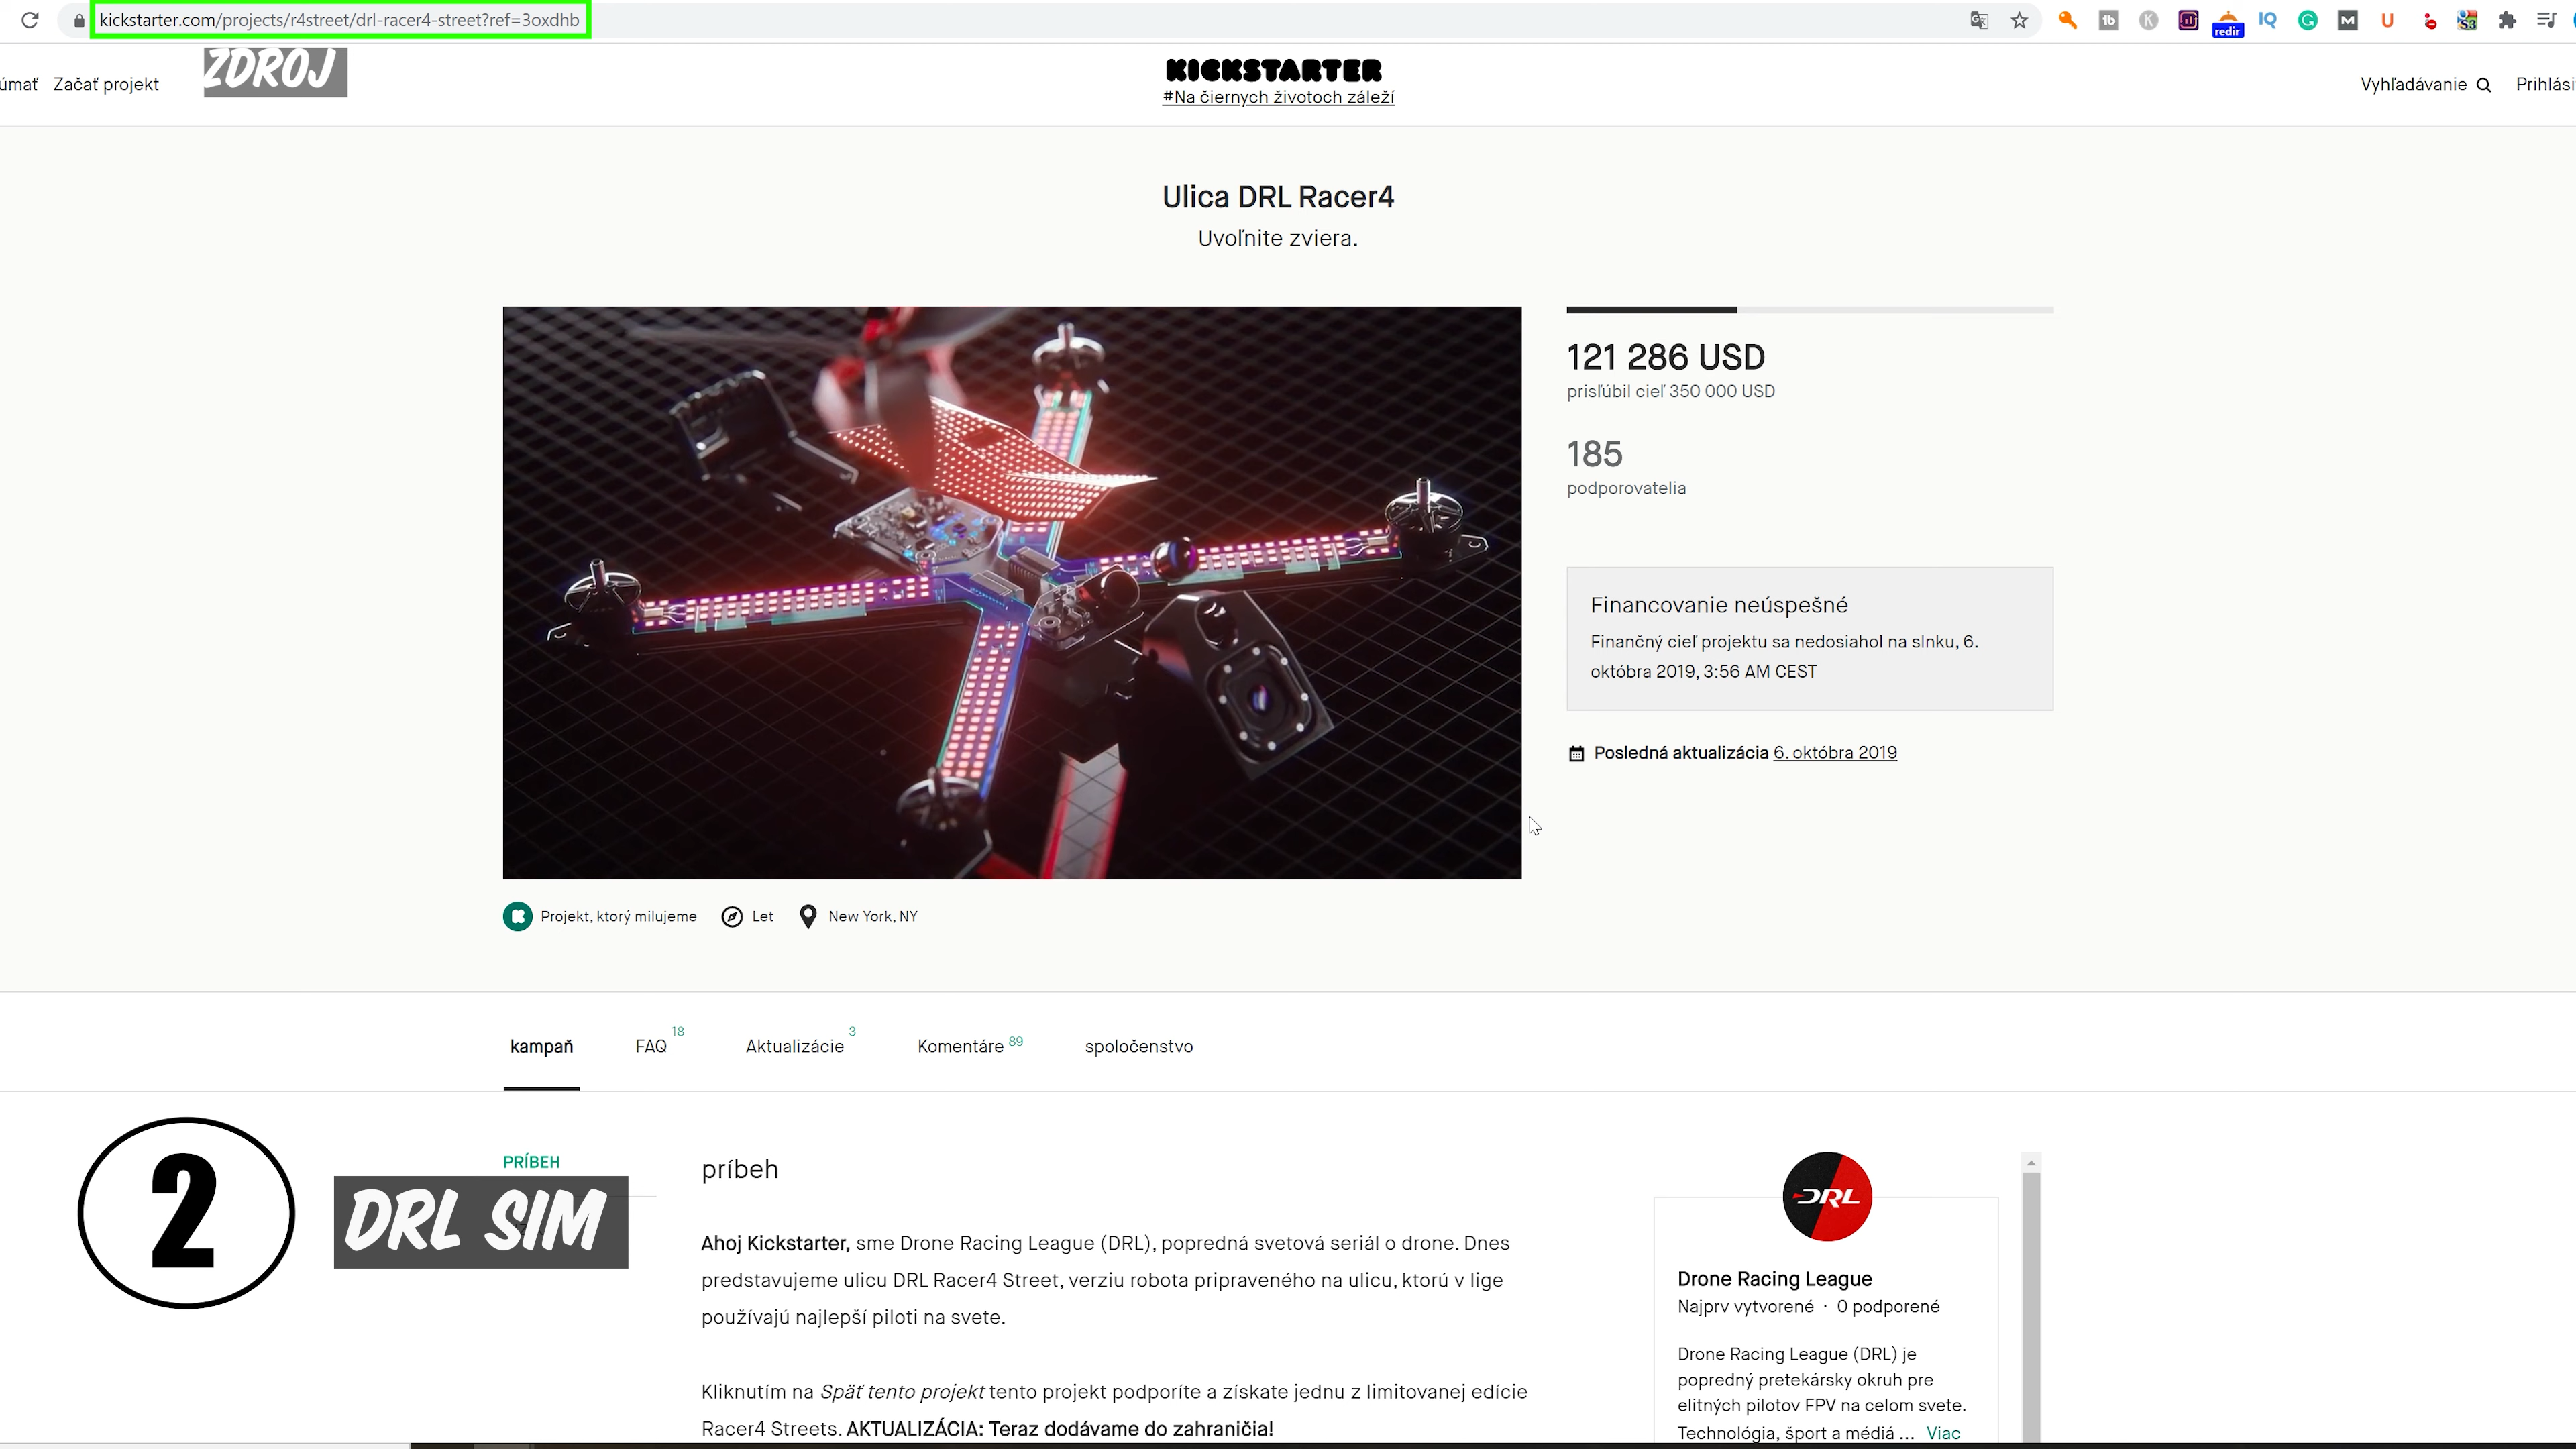 kickstarter.com/projects/r4street/drl-racer4-street?ref=3oxdhb
redir
úmať Začať projekt
ZDROJ
KICKSTARTER
#Na čiernych životoch záleží
Vyhľadávanie
Prihlási
Ulica DRL Racer4
Uvoľnite zviera.
121 286 USD
prisľúbil cieľ 350 000 USD
185
podporovatelia
Financovanie neúspešné
Finančný cieľ projektu sa nedosiahol na slnku, 6.
októbra 2019, 3:56 AM CEST
Posledná aktualizácia 6. októbra 2019
Projekt, ktorý milujeme
Let
New York, NY
kampaň
FAQ 18
Aktualizácie 3
Komentáre 89
spoločenstvo
2
PRÍBEH
DRL SIM
príbeh
Ahoj Kickstarter, sme Drone Racing League (DRL), popredná svetová seriál o drone. Dnes
predstavujeme ulicu DRL Racer4 Street, verziu robota pripraveného na ulicu, ktorú v lige
používajú najlepší piloti na svete.
Kliknutím na Späť tento projekt tento projekt podporíte a získate jednu z limitovanej edície
Racer4 Streets. AKTUALIZÁCIA: Teraz dodávame do zahraničia!
DRL
Drone Racing League
Najprv vytvorené · 0 podporené
Drone Racing League (DRL) je
popredný pretekársky okruh pre
elitných pilotov FPV na celom svete.
Technológia, šport a médiá ... Viac